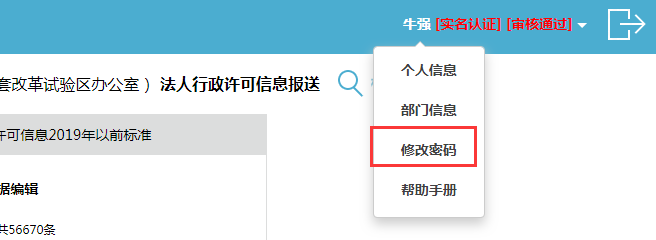 牛强 [实名认证] [审核通过]
个人信息
套改革试验区办公室 ） 法人行政许可信息报送
部门信息
可信息2019年以前标准
修改密码
据编辑
帮助手册
共56670条